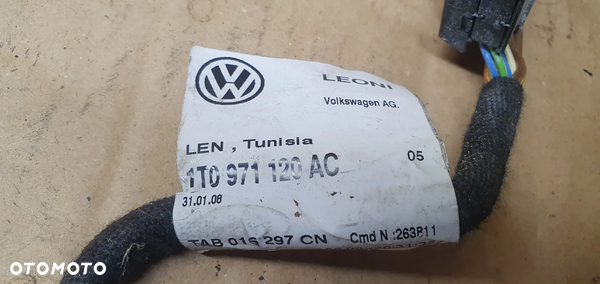 LEONI
Volkswagen AG.
LEN , Tunisia
05
1T0 971 120 AC
31.01.08
TAB 016 297 CN Cmd N :263811
OTOMOTO
OTOMOTO